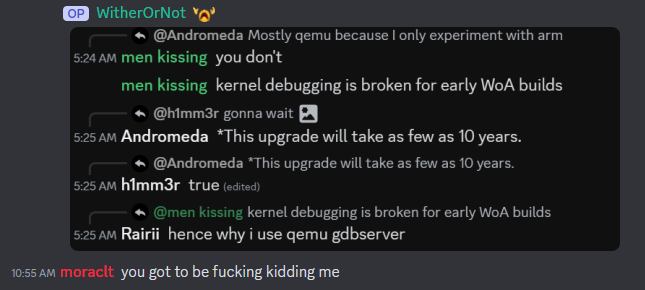 OP WitherOrNot
@Andromeda Mostly qemu because I only experiment with arm
5:24 AM men kissing you don't
men kissing kernel debugging is broken for early WoA builds
@h1mm3r gonna wait
5:25 AM Andromeda *This upgrade will take as few as 10 years.
@Andromeda *This upgrade will take as few as 10 years.
5:25 AM h1mm3r true (edited)
@men kissing kernel debugging is broken for early WoA builds
5:25 AM Rairii hence why i use qemu gdbserver
10:55 AM moraclt you got to be fucking kidding me